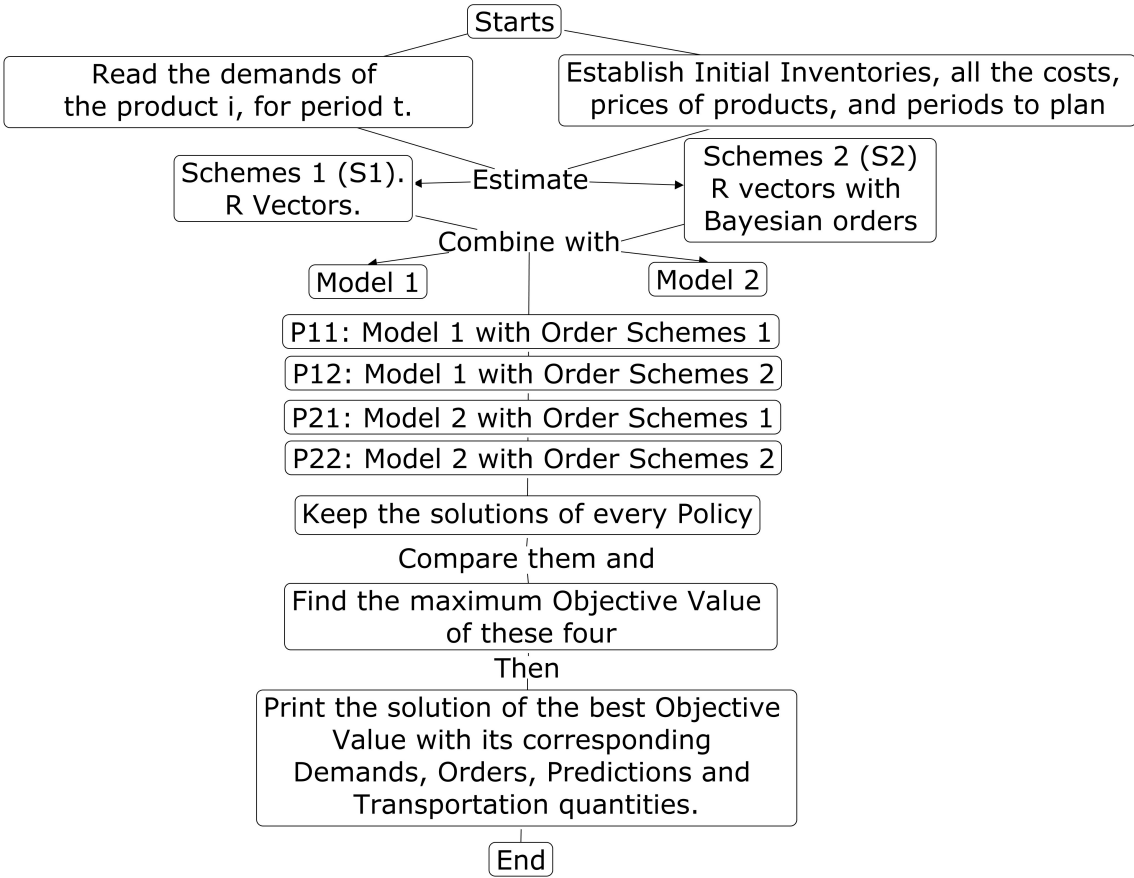 Starts
Read the demands of
the product i, for period t.
Establish Initial Inventories, all the costs,
prices of products, and periods to plan
Schemes 1 (S1).
R Vectors.
Estimate
Schemes 2 (S2)
R vectors with
Bayesian orders
Combine with
Model 1
Model 2
P11: Model 1 with Order Schemes 1
P12: Model 1 with Order Schemes 2
P21: Model 2 with Order Schemes 1
P22: Model 2 with Order Schemes 2
Keep the solutions of every Policy
Compare them and
Find the maximum Objective Value
of these four
Then
Print the solution of the best Objective
Value with its corresponding
Demands, Orders, Predictions and
Transportation quantities.
End